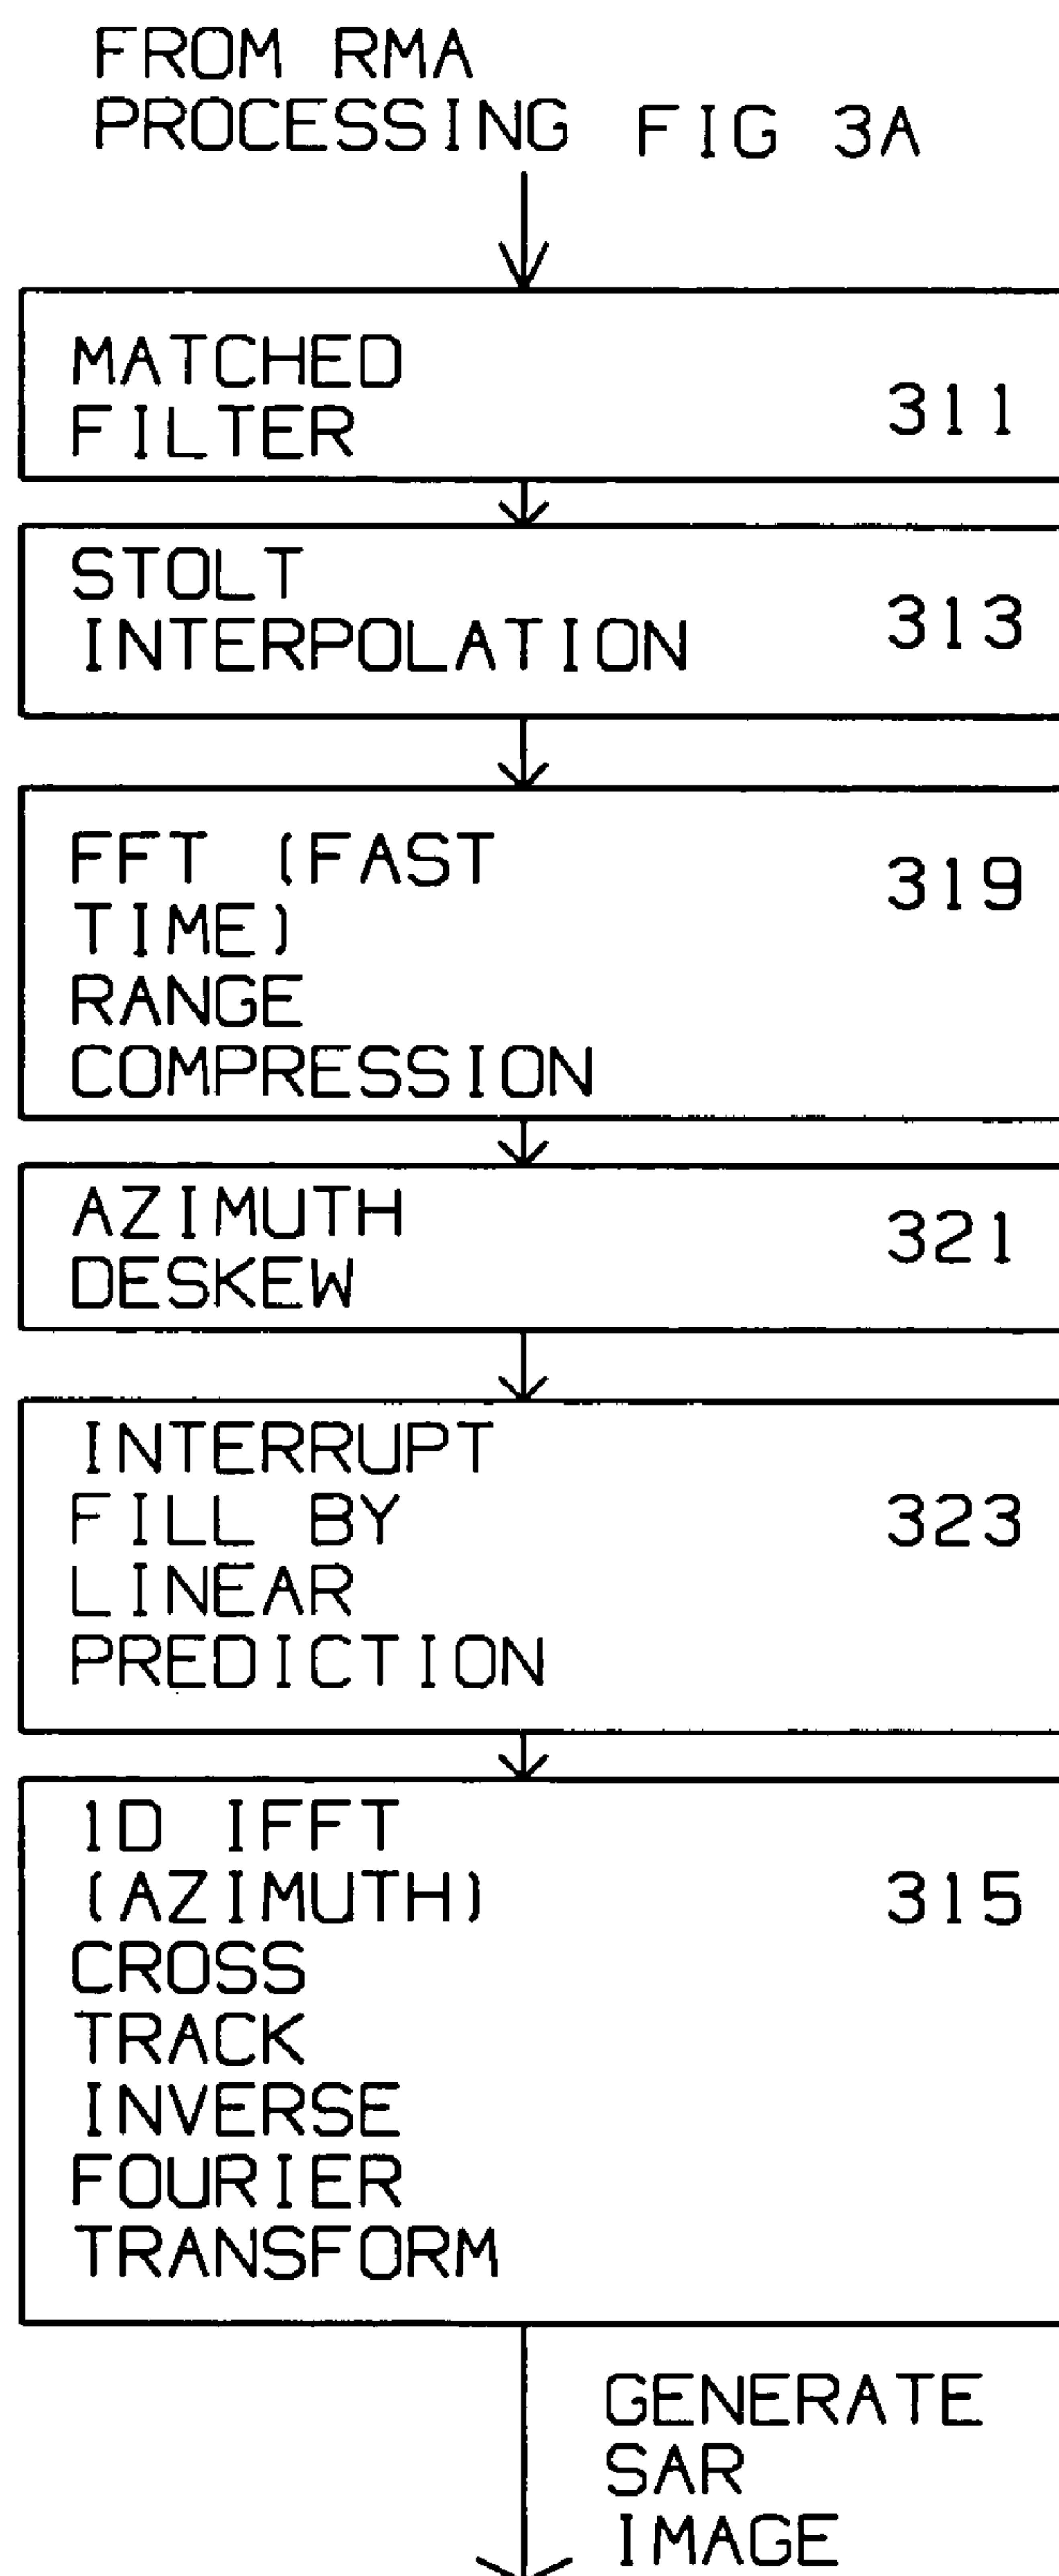 FROM RMA
PROCESSING FIG 3A
MATCHED
FILTER 311
STOLT
INTERPOLATION 313
FFT (FAST 319
TIME)
RANGE
COMPRESSION
AZIMUTH 321
DESKEW
INTERRUPT
FILL BY 323
LINEAR
PREDICTION
1D IFFT
(AZIMUTH) 315
CROSS
TRACK
INVERSE
FOURIER
TRANSFORM
GENERATE
SAR
IMAGE